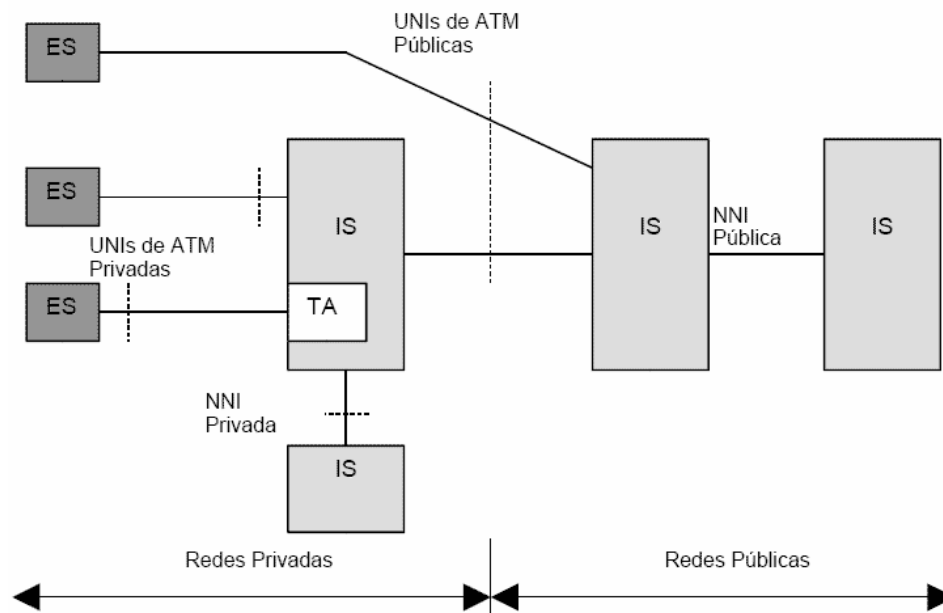 UNIs de ATM
Públicas
ES
ES
IS
IS
NNI
Pública
IS
UNIs de ATM
Privadas
ES
TA
NNI
Privada
IS
Redes Privadas
Redes Públicas